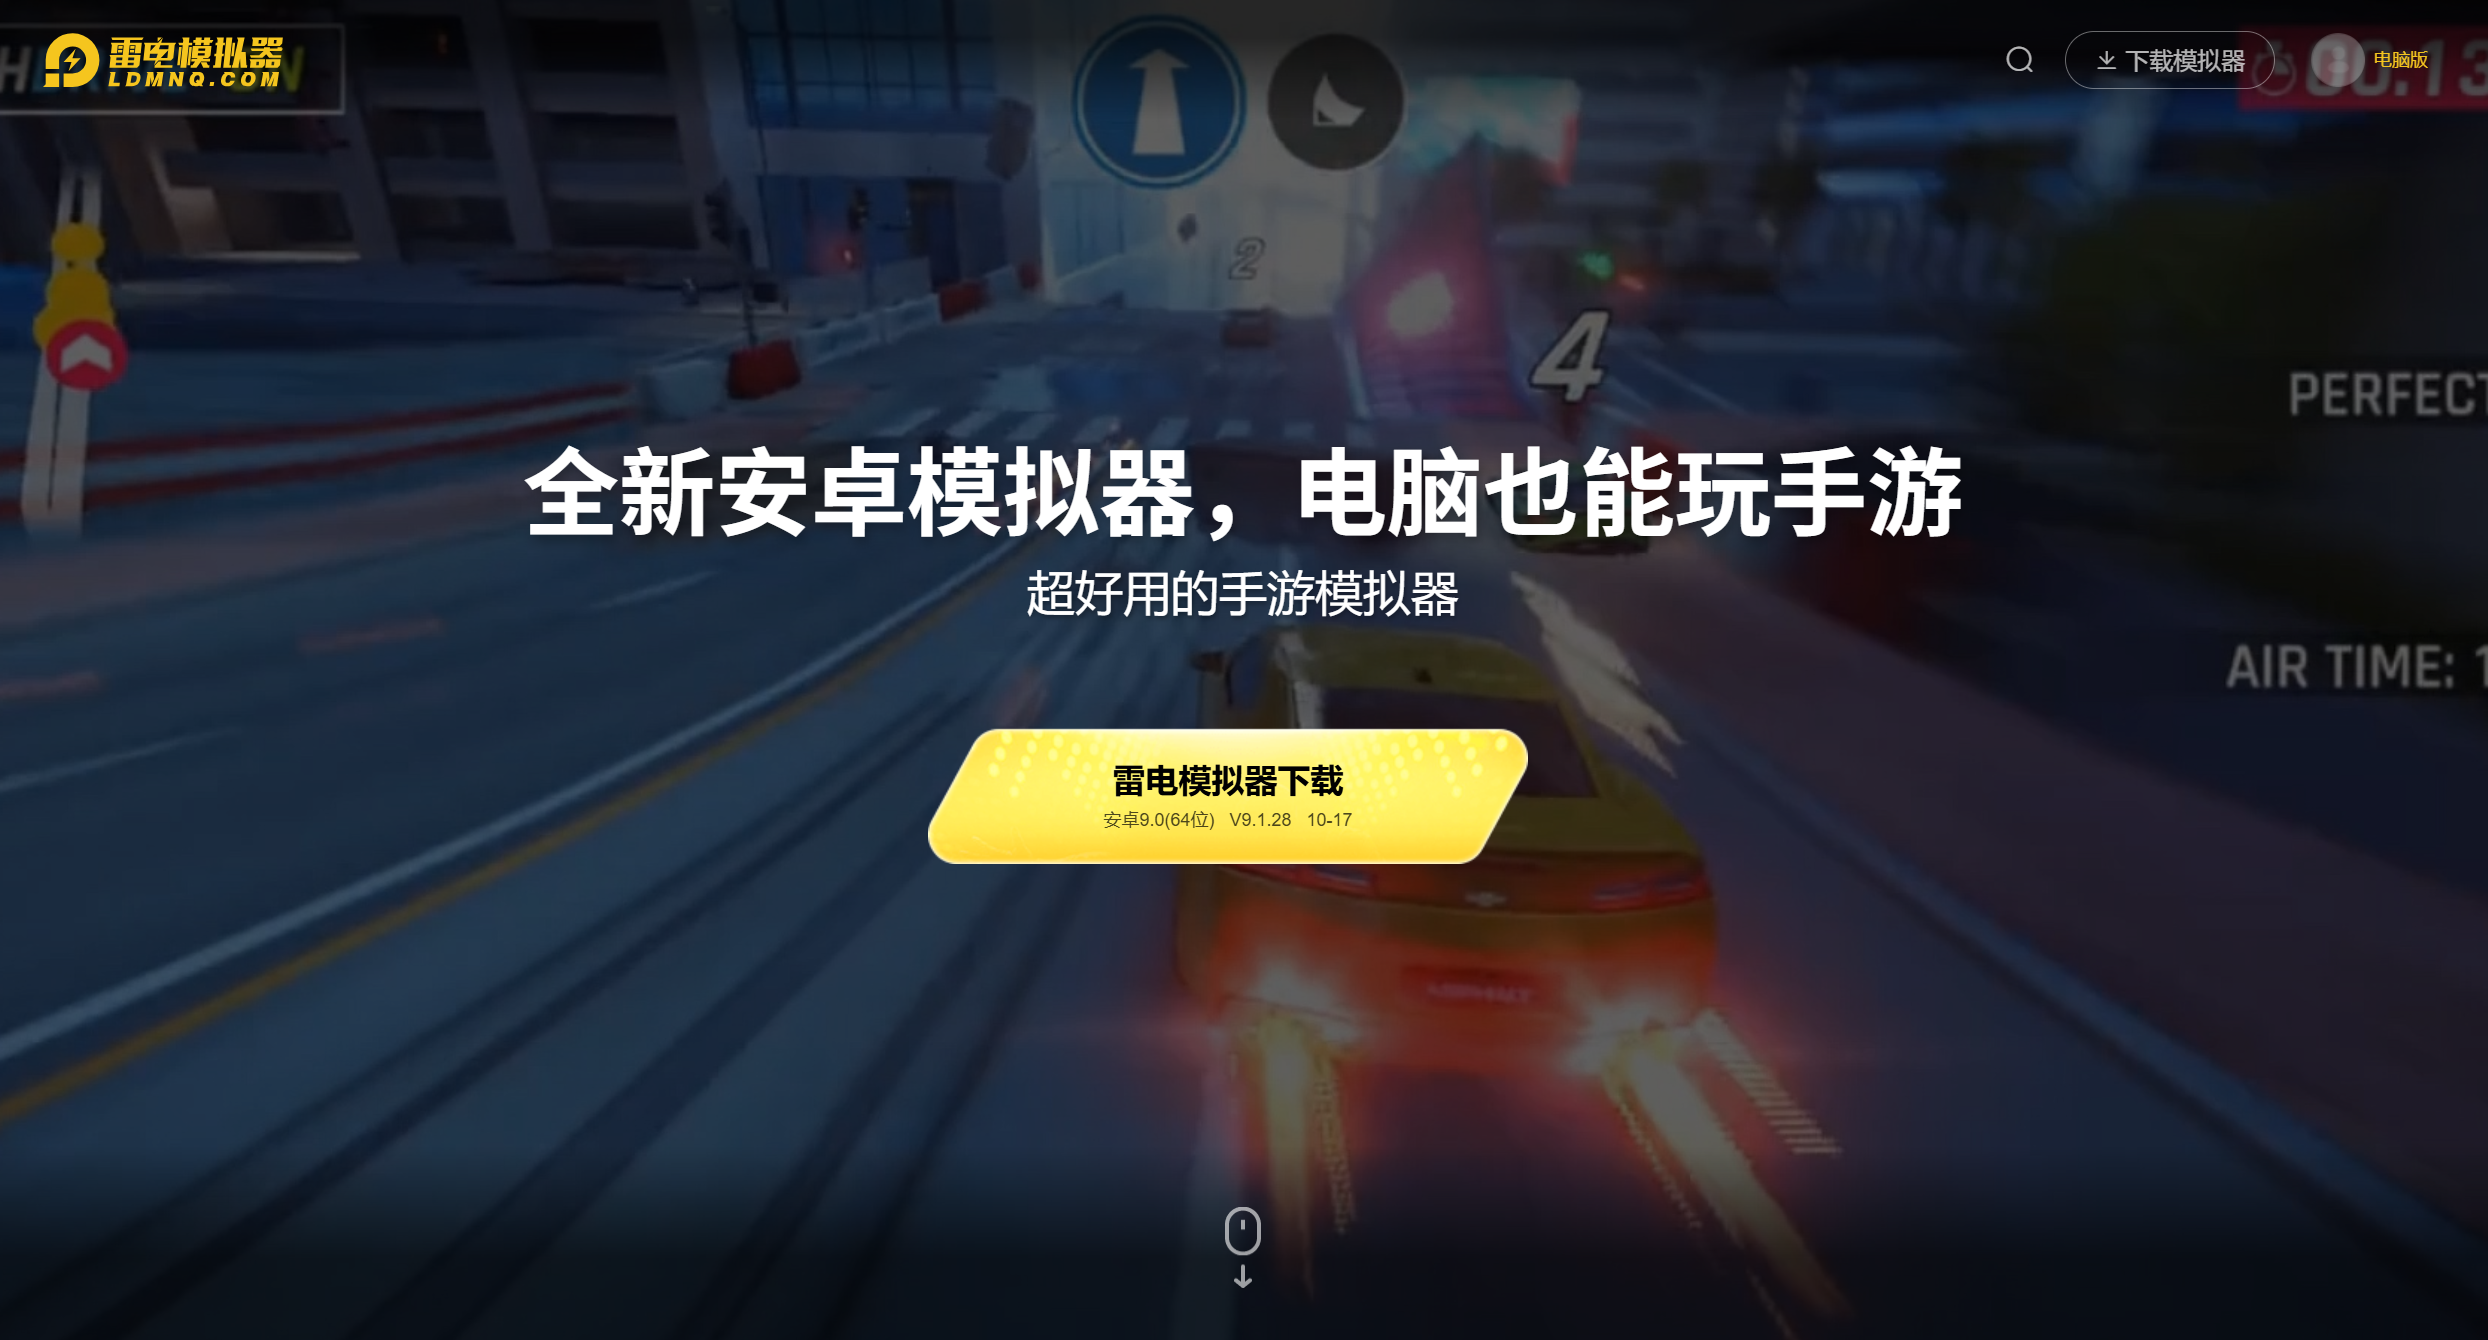 雷电模拟器
LDMNQ.COM
下载模拟器
电脑版
2
4
PERFECT
全新安卓模拟器，电脑也能玩手游
超好用的手游模拟器
AIR TIME: 1
雷电模拟器下载
安卓9.0(64位) V9.1.28 10-17
ASPHALT